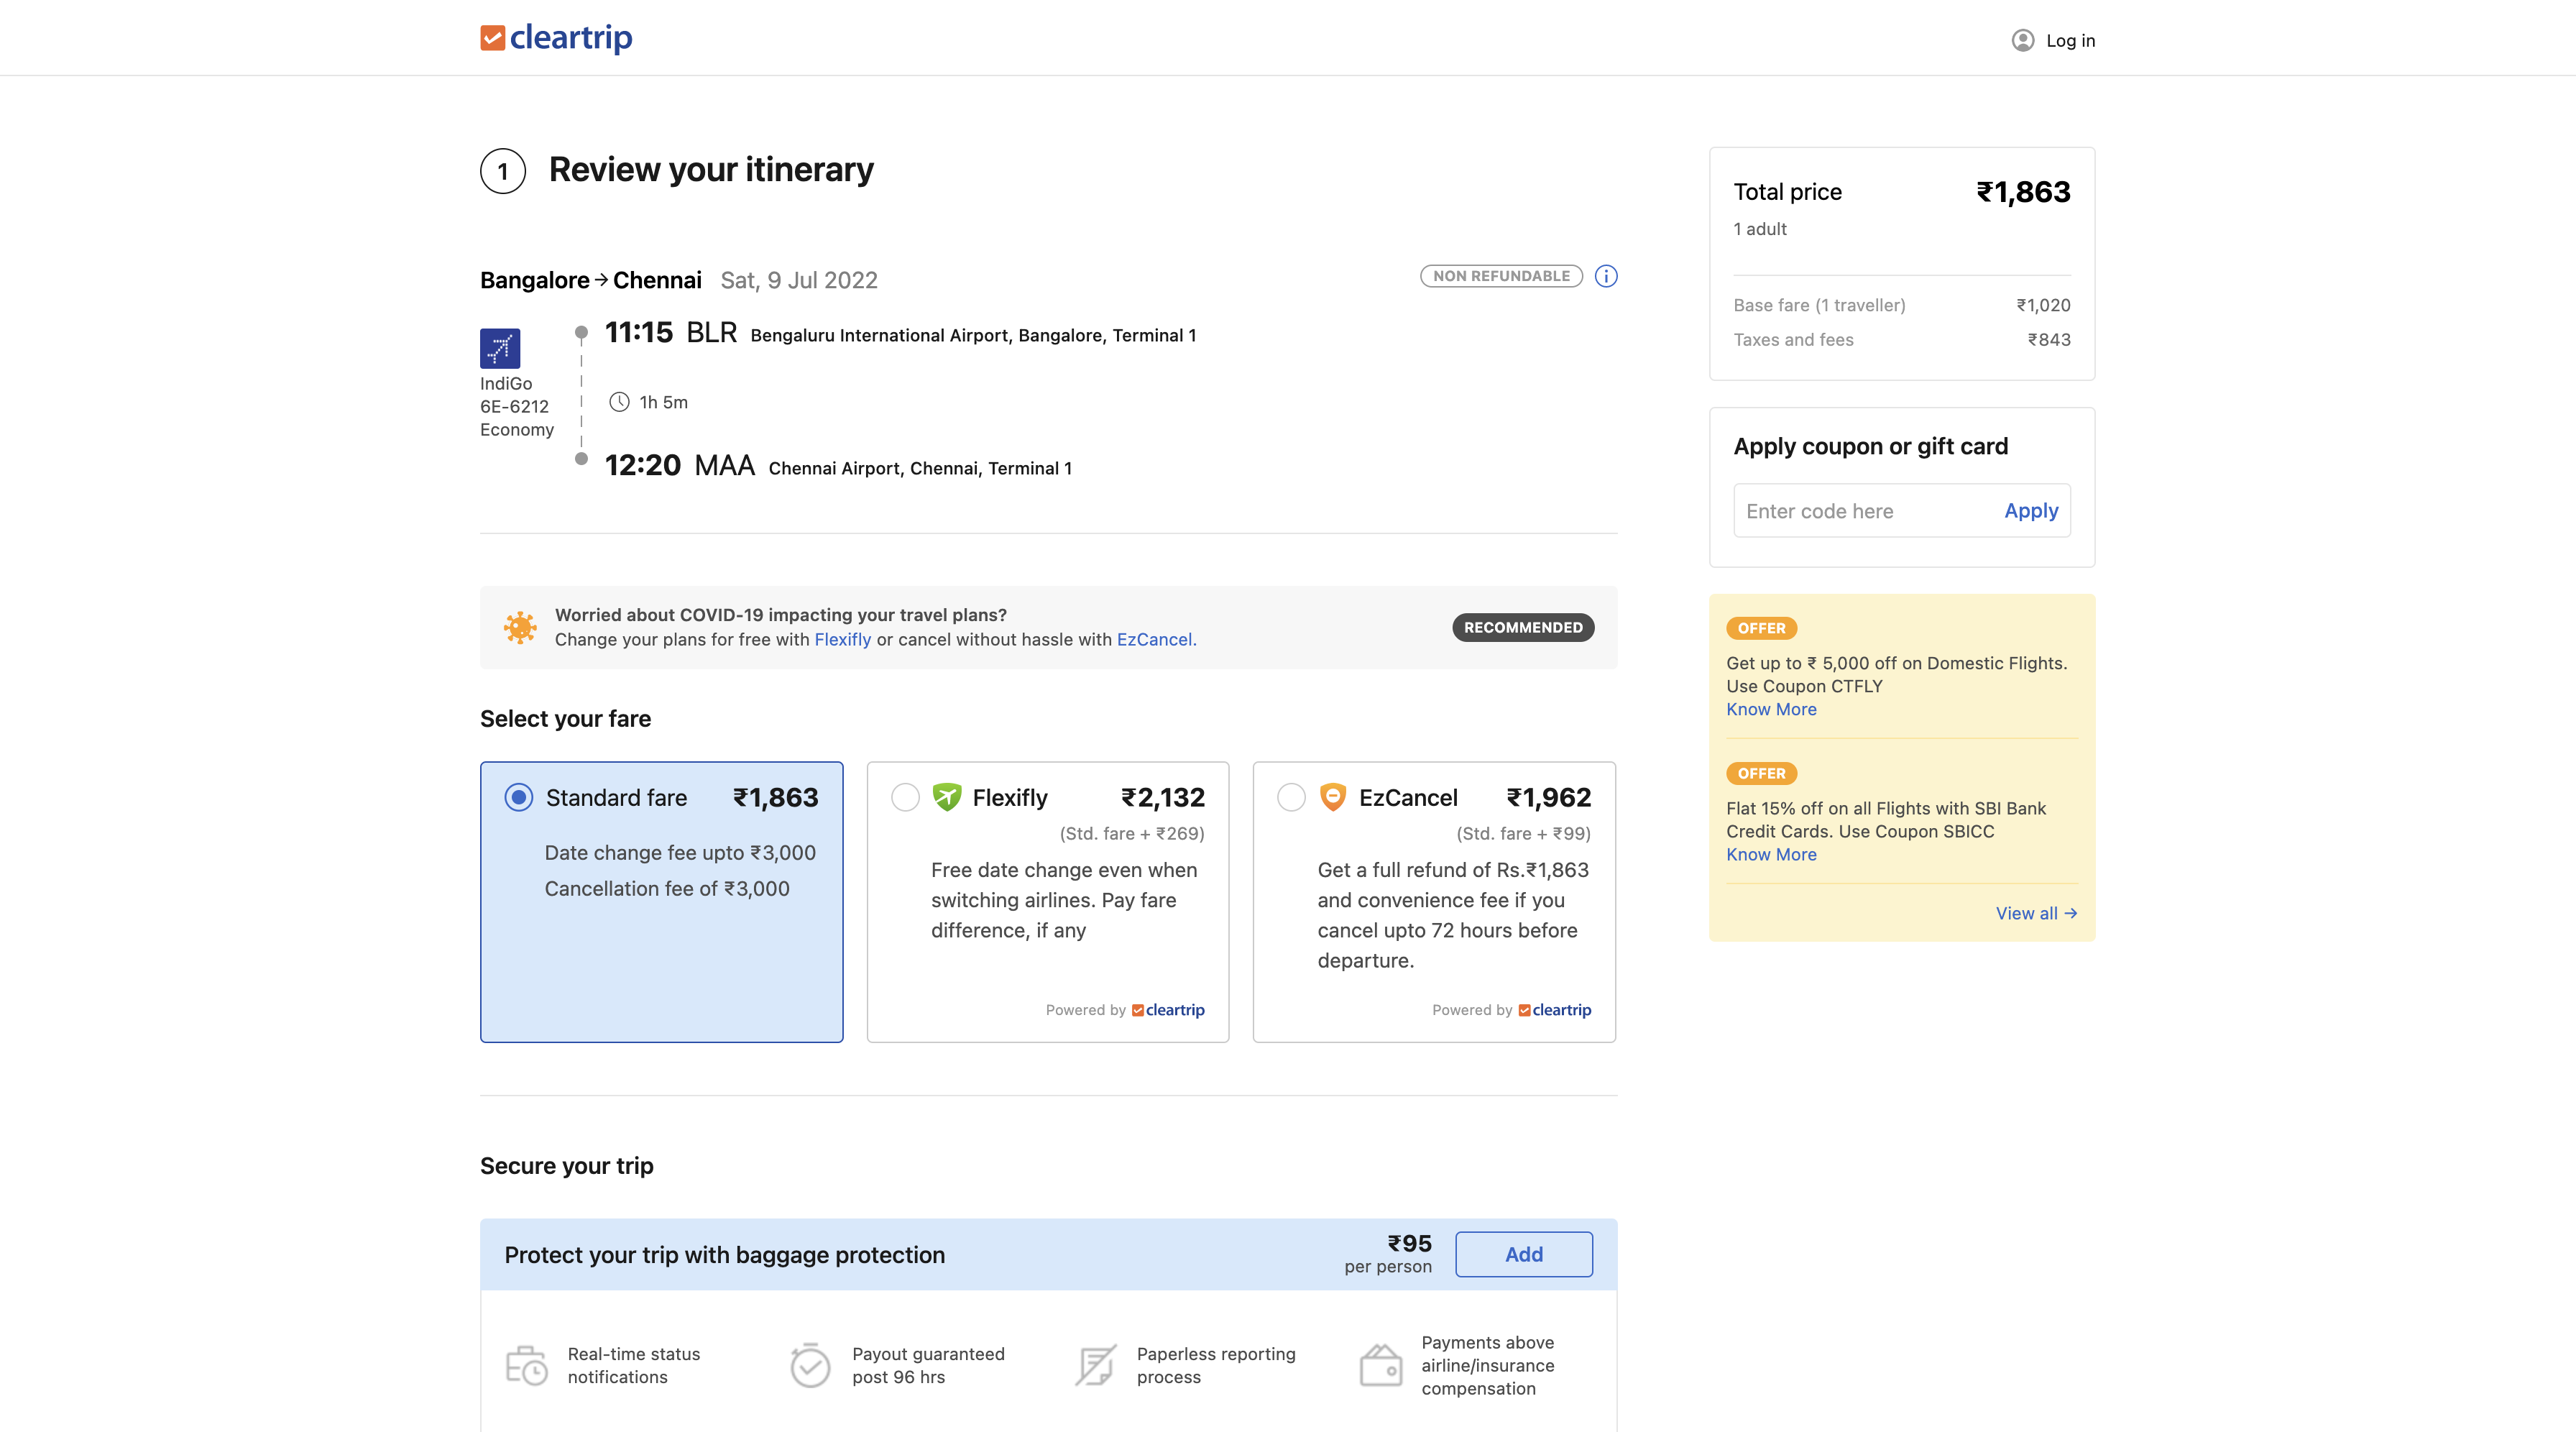 cleartrip
Log in
1
Review your itinerary
Bangalore → Chennai Sat, 9 Jul 2022
NON REFUNDABLE
IndiGo
6E-6212
Economy
11:15 BLR Bengaluru International Airport, Bangalore, Terminal 1
1h 5m
12:20 MAA Chennai Airport, Chennai, Terminal 1
Worried about COVID-19 impacting your travel plans?
Change your plans for free with Flexifly or cancel without hassle with EzCancel.
RECOMMENDED
Select your fare
Standard fare ₹1,863
Date change fee upto ₹3,000
Cancellation fee of ₹3,000
Flexifly ₹2,132
(Std. fare + ₹269)
Free date change even when
switching airlines. Pay fare
difference, if any
Powered by cleartrip
EzCancel ₹1,962
(Std. fare + ₹99)
Get a full refund of Rs.₹1,863
and convenience fee if you
cancel upto 72 hours before
departure.
Powered by cleartrip
Secure your trip
Protect your trip with baggage protection
₹95
per person
Add
Real-time status
notifications
Payout guaranteed
post 96 hrs
Paperless reporting
process
Payments above
airline/insurance
compensation
Total price ₹1,863
1 adult
Base fare (1 traveller) ₹1,020
Taxes and fees ₹843
Apply coupon or gift card
Enter code here Apply
OFFER
Get up to ₹ 5,000 off on Domestic Flights.
Use Coupon CTFLY
Know More
OFFER
Flat 15% off on all Flights with SBI Bank
Credit Cards. Use Coupon SBICC
Know More
View all →